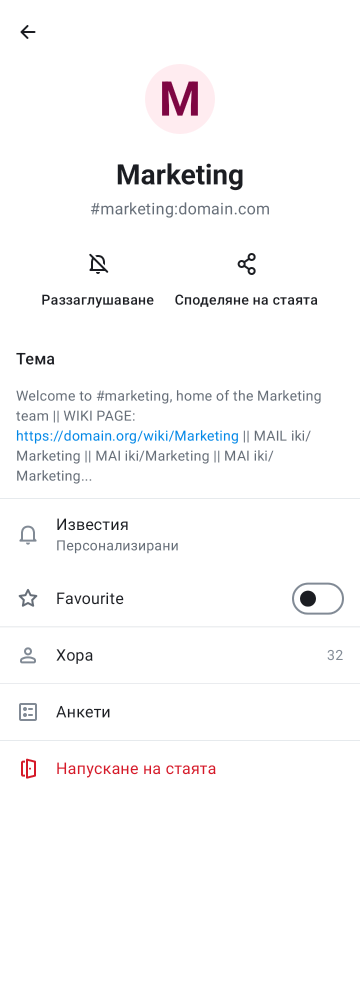 M
Marketing
#marketing:domain.com
Раззаглушаване
Споделяне на стаята
Тема
Welcome to #marketing, home of the Marketing
team || WIKI PAGE:
https://domain.org/wiki/Marketing || MAIL iki/
Marketing || MAI iki/Marketing || MAI iki/
Marketing...
Известия
Персонализирани
Favourite
Хора
32
Анкети
Напускане на стаята